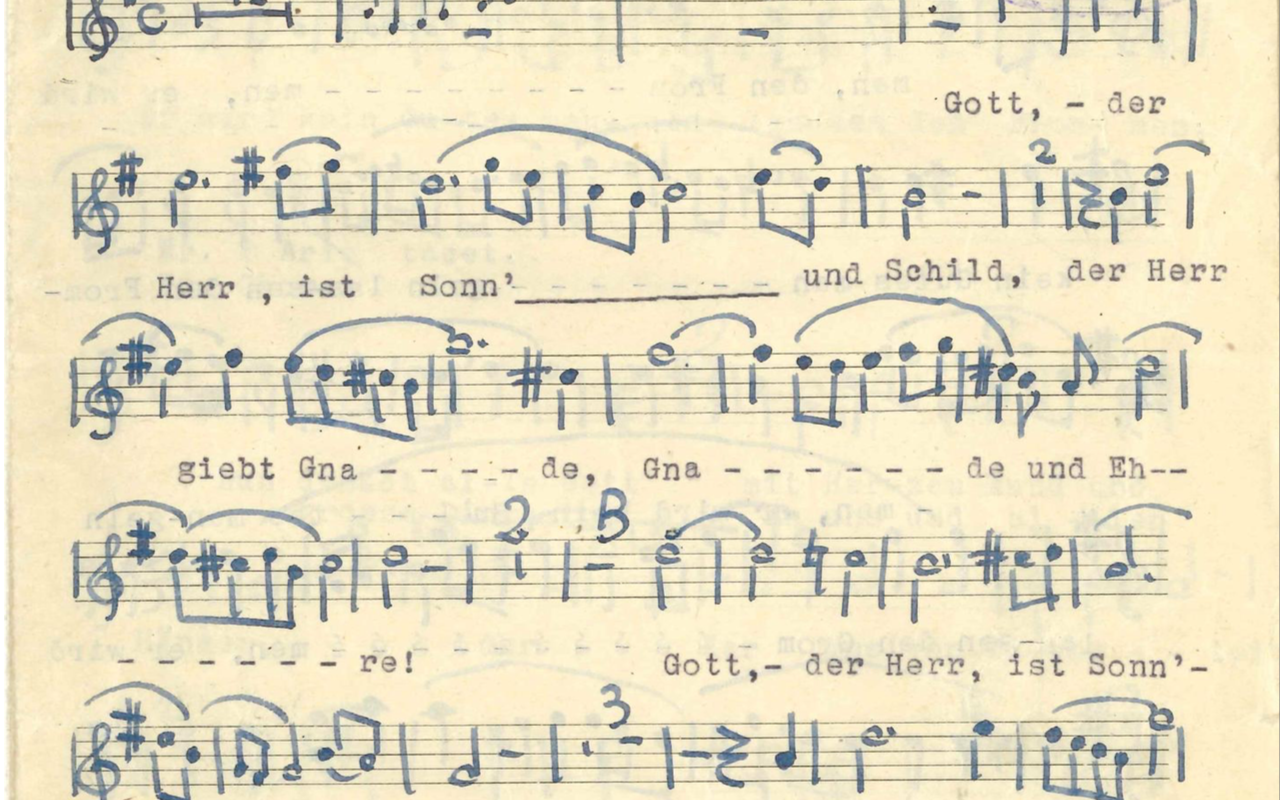 Gott, - der
2
- Herr , ist Sonn'__________ und Schild, der Herr
giebt Gna - - - - de, Gna - - - - - - de und Eh--
2 B
- - - - - - re! Gott,- der Herr, ist Sonn'-
3